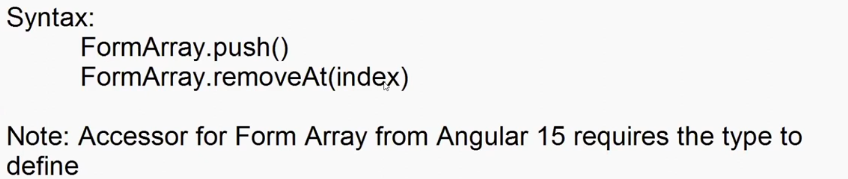 Syntax:
FormArray.push()
FormArray.removeAt(index)
Note: Accessor for Form Array from Angular 15 requires the type to
define